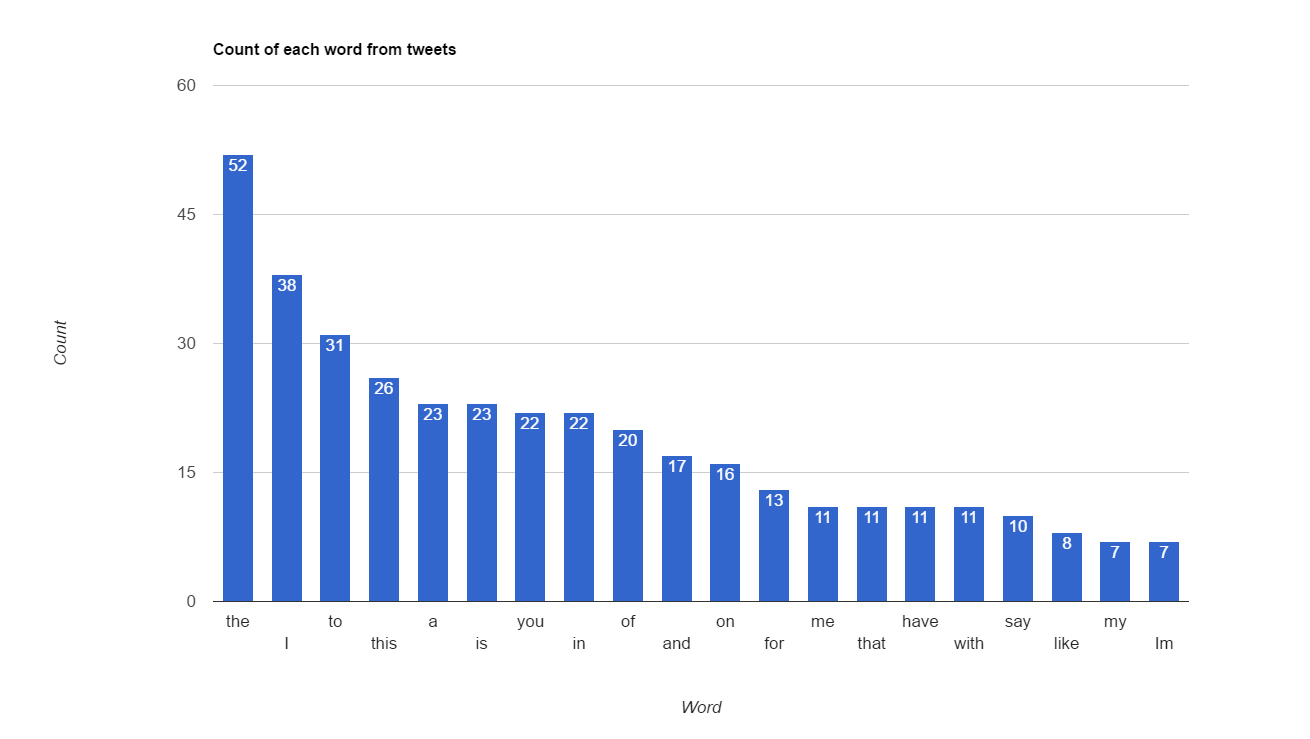 Count of each word from tweets
60
45
30
15
0
Count
52
38
31
26
23
23
22
22
20
17
16
13
11
11
11
11
10
8
7
7
the
I
to
this
a
is
you
in
of
and
on
for
me
that
have
with
say
like
my
Im
Word